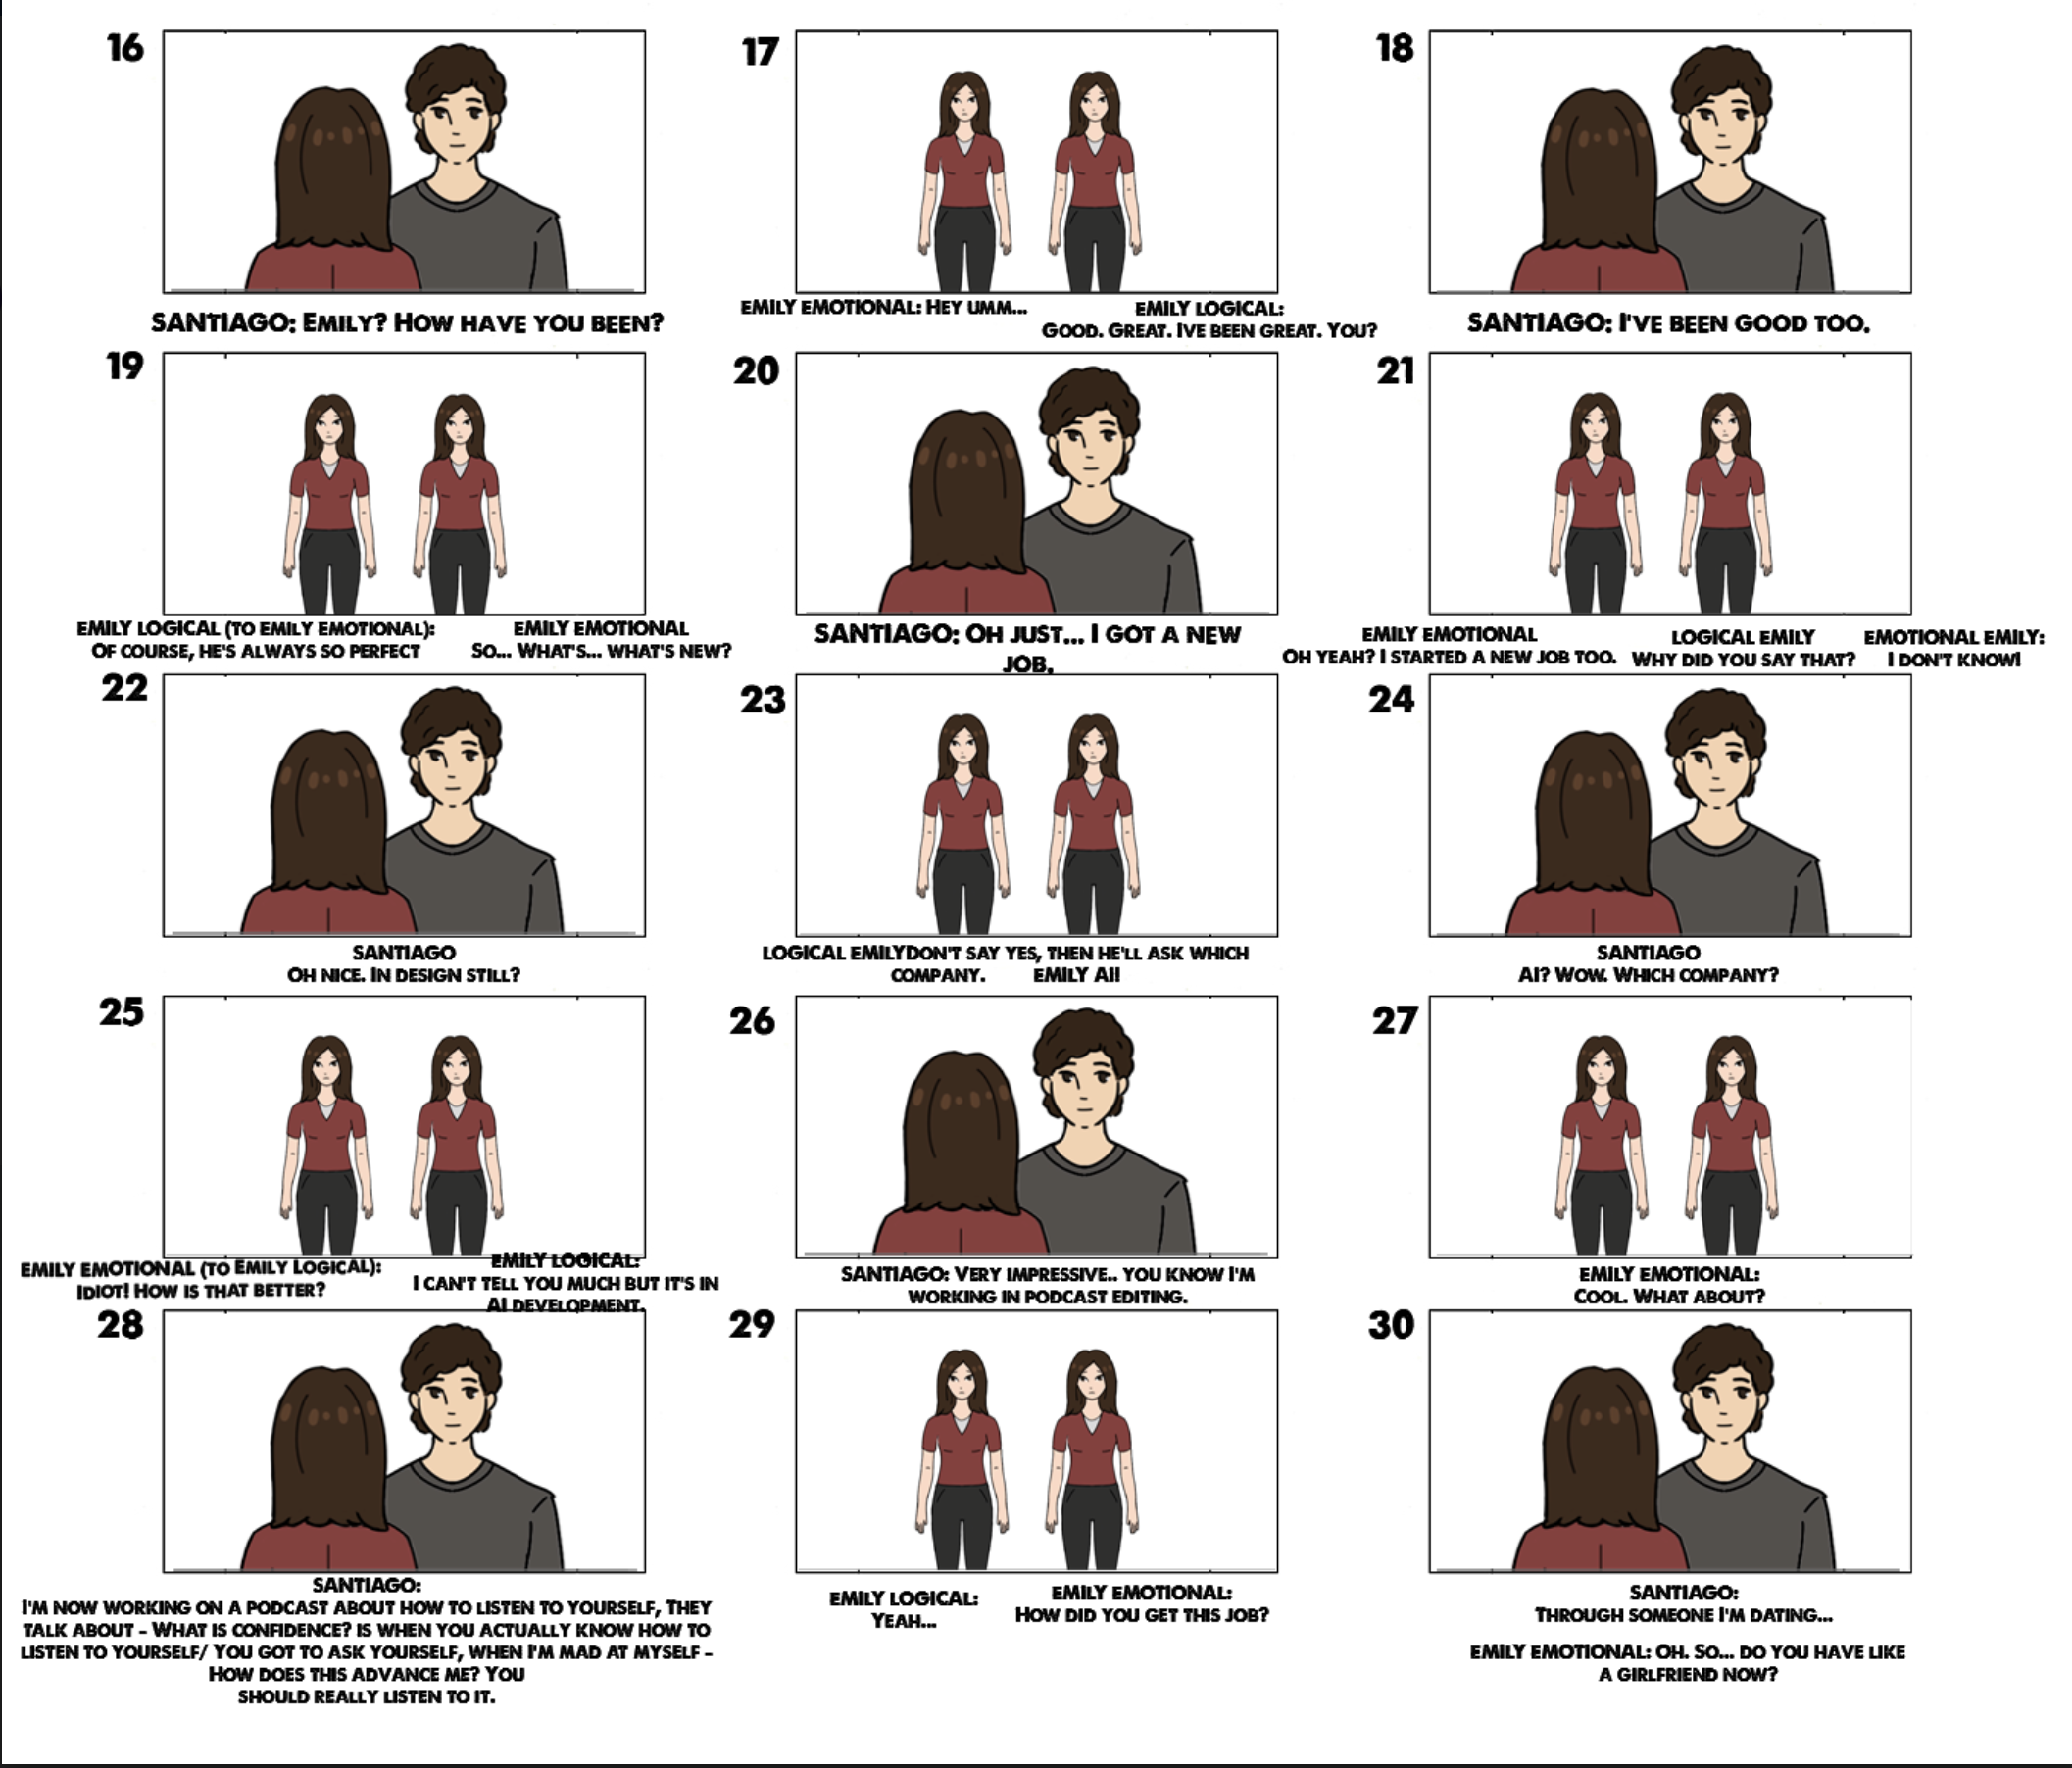 16
SANTIAGO: EMILY? HOW HAVE YOU BEEN?
17
EMILY EMOTIONAL: HEY UMM...
EMILY LOGICAL:
GOOD. GREAT. IVE BEEN GREAT. YOU?
18
SANTIAGO: I'VE BEEN GOOD TOO.
19
EMILY LOGICAL (TO EMILY EMOTIONAL):
OF COURSE, HE'S ALWAYS SO PERFECT
EMILY EMOTIONAL
SO... WHAT'S... WHAT'S NEW?
20
SANTIAGO: OH JUST... I GOT A NEW
JOB.
21
EMILY EMOTIONAL
OH YEAH? I STARTED A NEW JOB TOO.
LOGICAL EMILY
WHY DID YOU SAY THAT?
EMOTIONAL EMILY:
I DON'T KNOW!
22
SANTIAGO
OH NICE. IN DESIGN STILL?
23
LOGICAL EMILYDON'T SAY YES, THEN HE'LL ASK WHICH
COMPANY. EMILY AI!
24
SANTIAGO
AI? WOW. WHICH COMPANY?
25
EMILY EMOTIONAL (TO EMILY LOGICAL):
IDIOT! HOW IS THAT BETTER?
EMILY LOGICAL:
I CAN'T TELL YOU MUCH BUT IT'S IN
AI DEVELOPMENT.
26
SANTIAGO: VERY IMPRESSIVE.. YOU KNOW I'M
WORKING IN PODCAST EDITING.
27
EMILY EMOTIONAL:
COOL. WHAT ABOUT?
28
SANTIAGO:
I'M NOW WORKING ON A PODCAST ABOUT HOW TO LISTEN TO YOURSELF, THEY
TALK ABOUT - WHAT IS CONFIDENCE? IS WHEN YOU ACTUALLY KNOW HOW TO
LISTEN TO YOURSELF/ YOU GOT TO ASK YOURSELF, WHEN I'M MAD AT MYSELF -
HOW DOES THIS ADVANCE ME? YOU
SHOULD REALLY LISTEN TO IT.
29
EMILY LOGICAL:
YEAH...
EMILY EMOTIONAL:
HOW DID YOU GET THIS JOB?
30
SANTIAGO:
THROUGH SOMEONE I'M DATING...
EMILY EMOTIONAL: OH. SO... DO YOU HAVE LIKE
A GIRLFRIEND NOW?